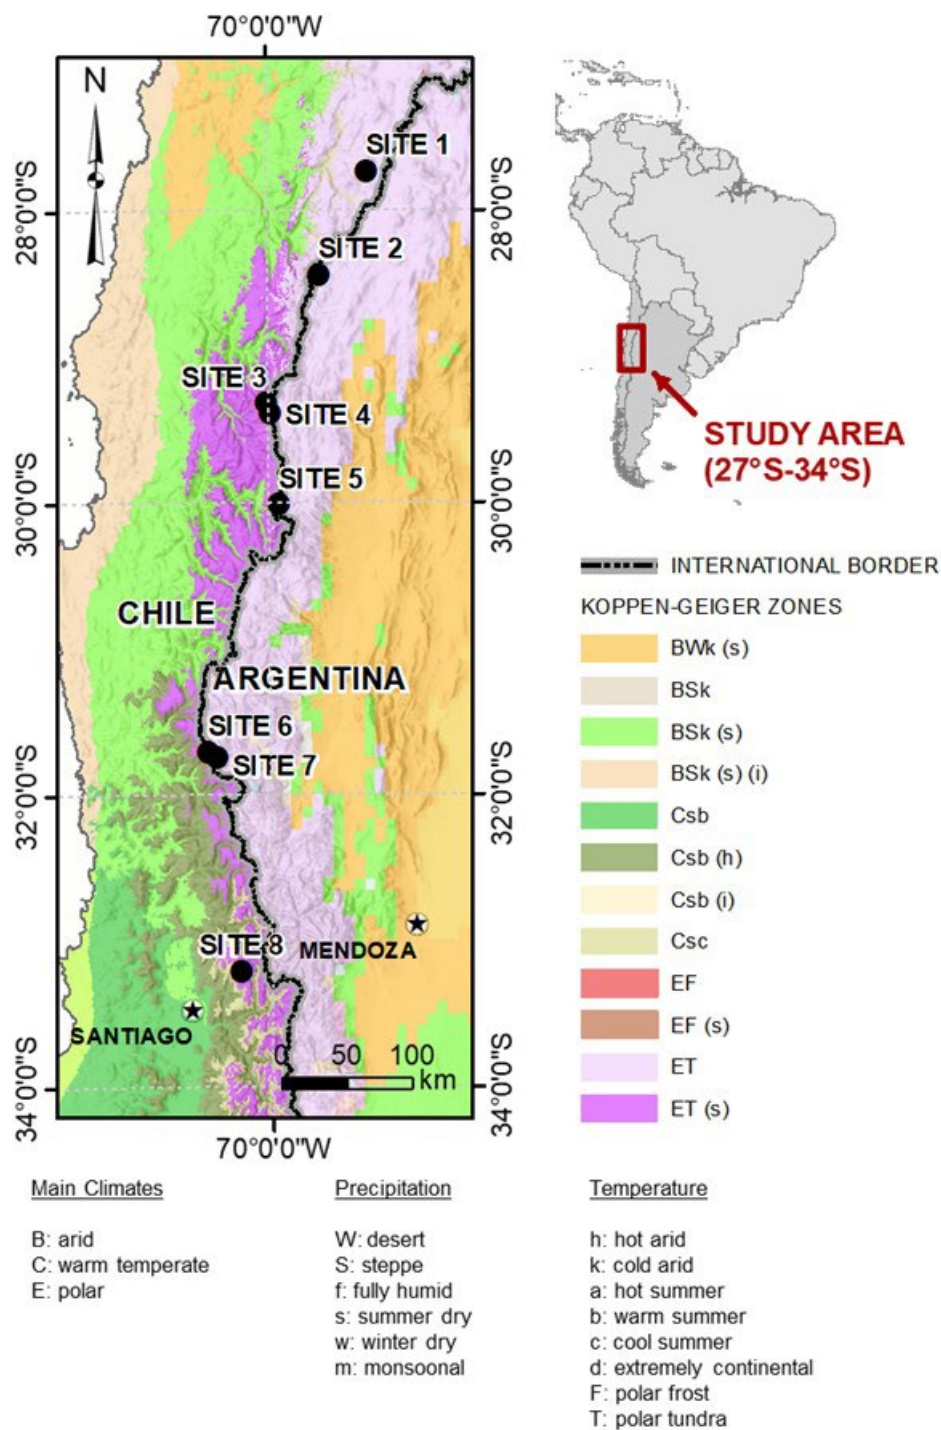 70°0'0"W
N
SITE 1
28°0'0"S
28°0'0"S
SITE 2
SITE 3
SITE 4
SITE 5
30°0'0"S
30°0'0"S
CHILE
ARGENTINA
SITE 6
SITE 7
32°0'0"S
32°0'0"S
SITE 8
MENDOZA
SANTIAGO
0 50 100
km
34°0'0"S
34°0'0"S
70°0'0"W
STUDY AREA
(27°S-34°S)
INTERNATIONAL BORDER
KOPPEN-GEIGER ZONES
BWk (s)
BSk
BSk (s)
BSk (s) (i)
Csb
Csb (h)
Csb (i)
Csc
EF
EF (s)
ET
ET (s)
Main Climates
B: arid
C: warm temperate
E: polar
Precipitation
W: desert
S: steppe
f: fully humid
s: summer dry
w: winter dry
m: monsoonal
Temperature
h: hot arid
k: cold arid
a: hot summer
b: warm summer
c: cool summer
d: extremely continental
F: polar frost
T: polar tundra